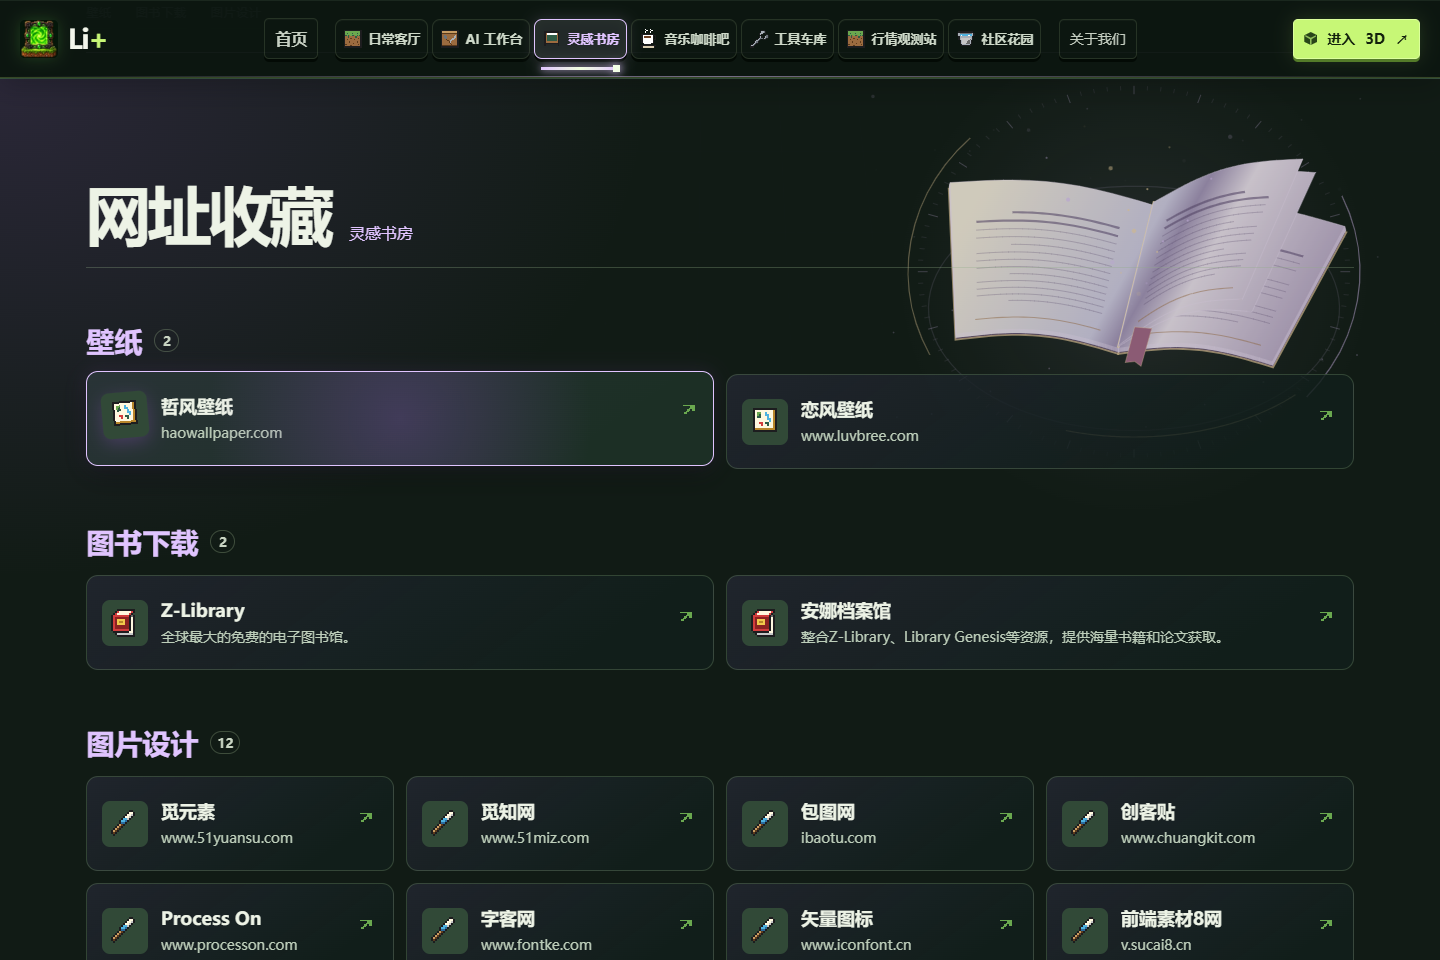 Li+
首页
日常客厅
AI 工作台
灵感书房
音乐咖啡吧
工具车库
行情观测站
社区花园
关于我们
进入 3D
网址收藏
灵感书房
壁纸 2
哲风壁纸
haowallpaper.com
恋风壁纸
www.luvbree.com
图书下载 2
Z-Library
全球最大的免费的电子图书馆。
安娜档案馆
整合Z-Library、Library Genesis等资源，提供海量书籍和论文获取。
图片设计 12
觅元素
www.51yuansu.com
觅知网
www.51miz.com
包图网
ibaotu.com
创客贴
www.chuangkit.com
Process On
www.processon.com
字客网
www.fontke.com
矢量图标
www.iconfont.cn
前端素材8网
v.sucai8.cn